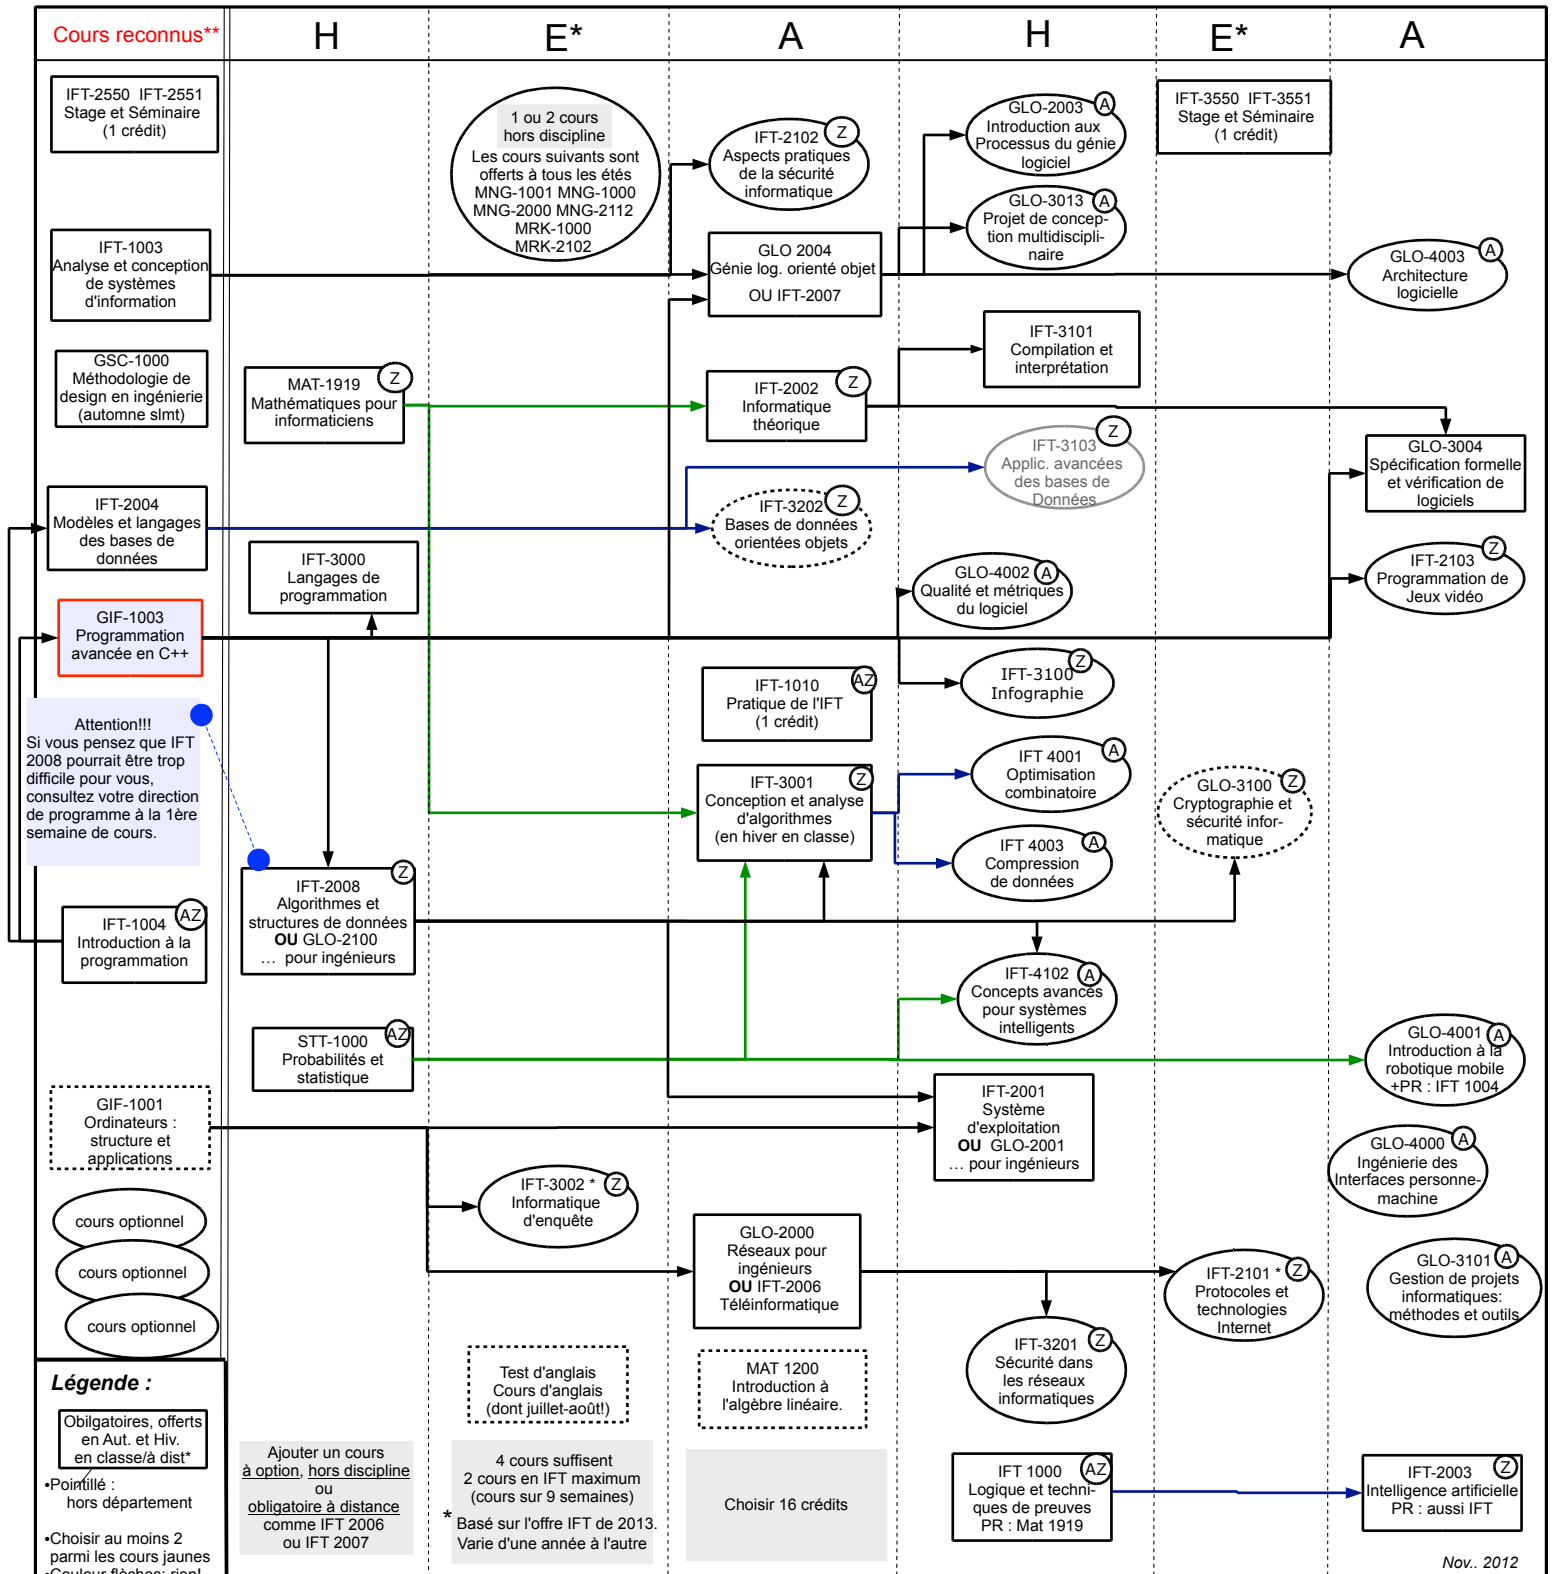 Cours reconnus**
H
E*
A
H
E*
A
IFT-2550 IFT-2551
Stage et Séminaire
(1 crédit)
IFT-1003
Analyse et conception
de systèmes
d'information
GSC-1000
Méthodologie de
design en ingénierie
(automne slmt)
IFT-2004
Modèles et langages
des bases de
données
GIF-1003
Programmation
avancée en C++
Attention!!!
Si vous pensez que IFT
2008 pourrait être trop
difficile pour vous,
consultez votre direction
de programme à la 1ère
semaine de cours.
IFT-1004
AZ
Introduction à la
programmation
GIF-1001
Ordinateurs :
structure et
applications
cours optionnel
cours optionnel
cours optionnel
Légende :
Obilgatoires, offerts
en Aut. et Hiv.
en classe/à dist*
•Pointillé :
hors département
•Choisir au moins 2
parmi les cours jaunes
•Couleur flèches: rien!
MAT-1919
Z
Mathématiques pour
informaticiens
IFT-3000
Langages de
programmation
IFT-2008
Z
Algorithmes et
structures de données
OU GLO-2100
... pour ingénieurs
STT-1000
AZ
Probabilités et
statistique
Ajouter un cours
à option, hors discipline
ou
obligatoire à distance
comme IFT 2006
ou IFT 2007
1 ou 2 cours
hors discipline
Les cours suivants sont
offerts à tous les étés
MNG-1001 MNG-1000
MNG-2000 MNG-2112
MRK-1000
MRK-2102
IFT-3002 *
Z
Informatique
d'enquête
Test d'anglais
Cours d'anglais
(dont juillet-août!)
4 cours suffisent
2 cours en IFT maximum
(cours sur 9 semaines)
* Basé sur l'offre IFT de 2013.
Varie d'une année à l'autre
IFT-2102
Z
Aspects pratiques
de la sécurité
informatique
GLO 2004
Génie log. orienté objet
OU IFT-2007
IFT-2002
Z
Informatique
théorique
IFT-3202
Z
Bases de données
orientées objets
IFT-1010
AZ
Pratique de l'IFT
(1 crédit)
IFT-3001
Z
Conception et analyse
d'algorithmes
(en hiver en classe)
GLO-2000
Réseaux pour
ingénieurs
OU IFT-2006
Téléinformatique
MAT 1200
Introduction à
l'algèbre linéaire.
Choisir 16 crédits
GLO-2003
A
Introduction aux
Processus du génie
logiciel
GLO-3013
A
Projet de concep-
tion multidiscipli-
naire
IFT-3101
Compilation et
interprétation
IFT-3103
Z
Applic. avancées
des bases de
Données
GLO-4002
A
Qualité et métriques
du logiciel
IFT-3100
Z
Infographie
IFT 4001
A
Optimisation
combinatoire
IFT 4003
A
Compression
de données
IFT-4102
A
Concepts avancés
pour systèmes
intelligents
IFT-2001
Système
d'exploitation
OU GLO-2001
... pour ingénieurs
IFT-3201
Z
Sécurité dans
les réseaux
informatiques
IFT 1000
AZ
Logique et techni-
ques de preuves
PR : Mat 1919
IFT-3550 IFT-3551
Stage et Séminaire
(1 crédit)
GLO-3100
Z
Cryptographie et
sécurité infor-
matique
IFT-2101 *
Z
Protocoles et
technologies
Internet
GLO-4003
A
Architecture
logicielle
GLO-3004
Spécification formelle
et vérification de
logiciels
IFT-2103
Z
Programmation de
Jeux vidéo
GLO-4001
A
Introduction à la
robotique mobile
+PR : IFT 1004
GLO-4000
A
Ingénierie des
Interfaces personne-
machine
GLO-3101
A
Gestion de projets
informatiques:
méthodes et outils
IFT-2003
Z
Intelligence artificielle
PR : aussi IFT
Nov.. 2012